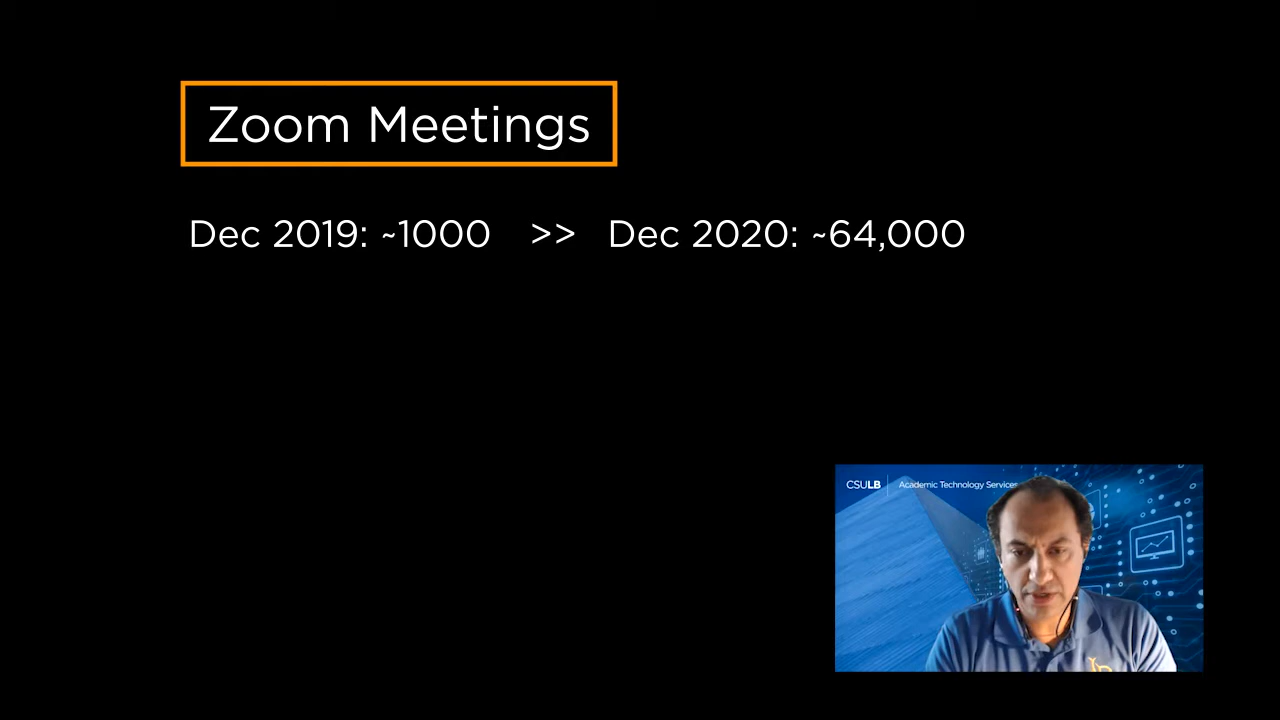 Zoom Meetings
Dec 2019: ~1000 >> Dec 2020: ~64,000
CSULB | Academic Technology Services